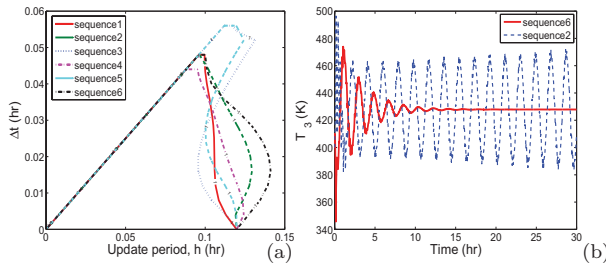 0.06
0.05
0.04
0.03
0.02
0.01
0
Δt (hr)
sequence1
sequence2
sequence3
sequence4
sequence5
sequence6
0 0.05 0.1 0.15
Update period, h (hr)
(a)
500
480
460
440
420
400
380
360
340
T_3 (K)
sequence6
sequence2
0 5 10 15 20 25 30
Time (hr)
(b)